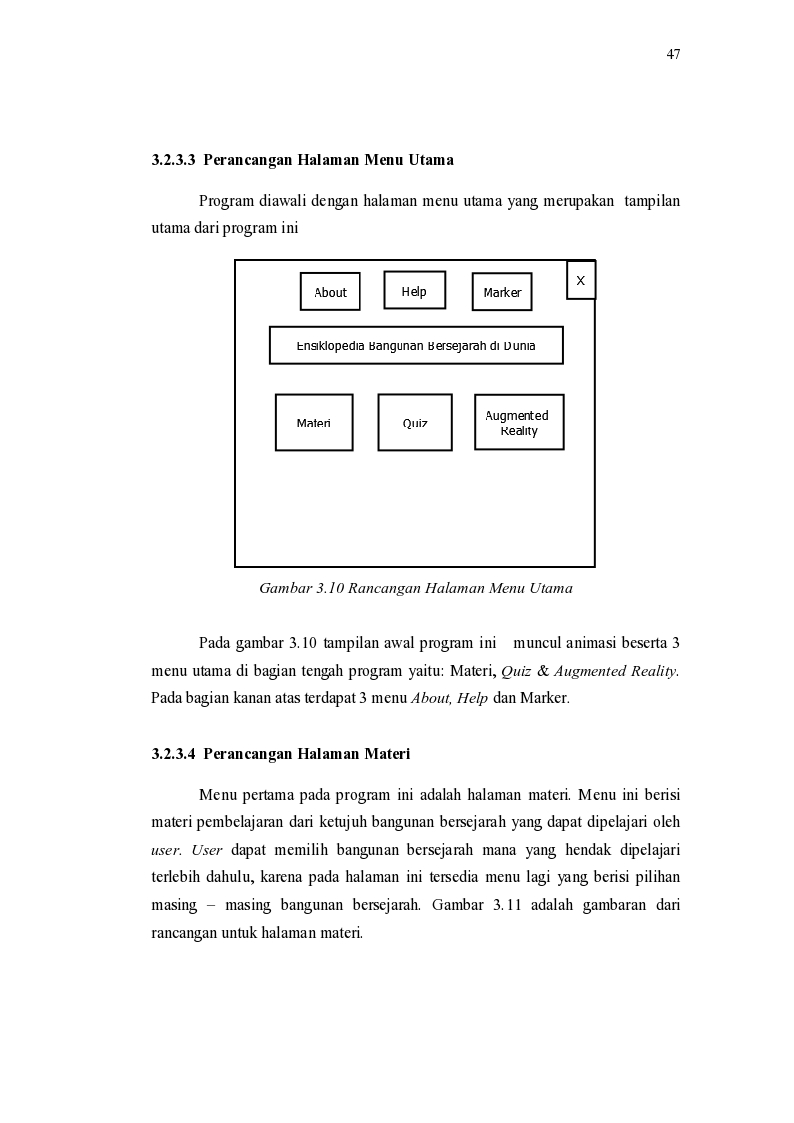 47
3.2.3.3 Perancangan Halaman Menu Utama
Program diawali dengan halaman menu utama yang merupakan tampilan
utama dari program ini
X
About Help Marker
Ensiklopedia Bangunan Bersejarah di Dunia
Materi Quiz Augmented
Reality
Gambar 3.10 Rancangan Halaman Menu Utama
Pada gambar 3.10 tampilan awal program ini muncul animasi beserta 3
menu utama di bagian tengah program yaitu: Materi, Quiz & Augmented Reality.
Pada bagian kanan atas terdapat 3 menu About, Help dan Marker.
3.2.3.4 Perancangan Halaman Materi
Menu pertama pada program ini adalah halaman materi. Menu ini berisi
materi pembelajaran dari ketujuh bangunan bersejarah yang dapat dipelajari oleh
user. User dapat memilih bangunan bersejarah mana yang hendak dipelajari
terlebih dahulu, karena pada halaman ini tersedia menu lagi yang berisi pilihan
masing – masing bangunan bersejarah. Gambar 3.11 adalah gambaran dari
rancangan untuk halaman materi.